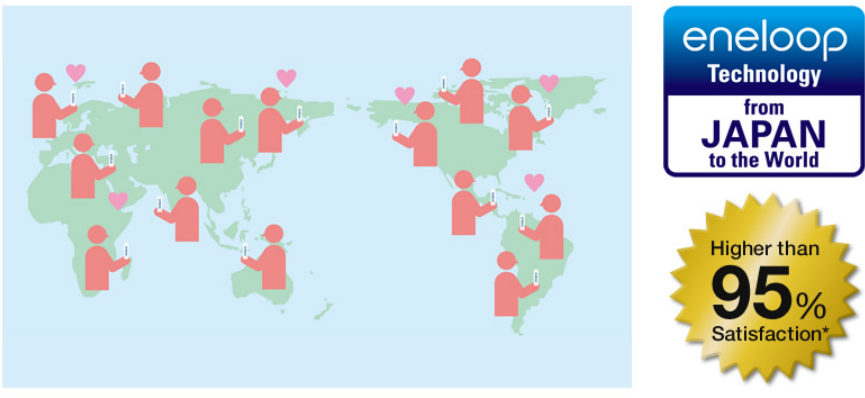 eneloop
Technology
from
JAPAN
to the World
Higher than
95%
Satisfaction*